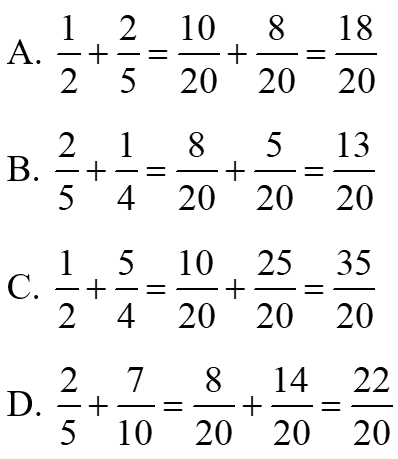 A. 1/2 + 2/5 = 10/20 + 8/20 = 18/20
B. 2/5 + 1/4 = 8/20 + 5/20 = 13/20
C. 1/2 + 5/4 = 10/20 + 25/20 = 35/20
D. 2/5 + 7/10 = 8/20 + 14/20 = 22/20